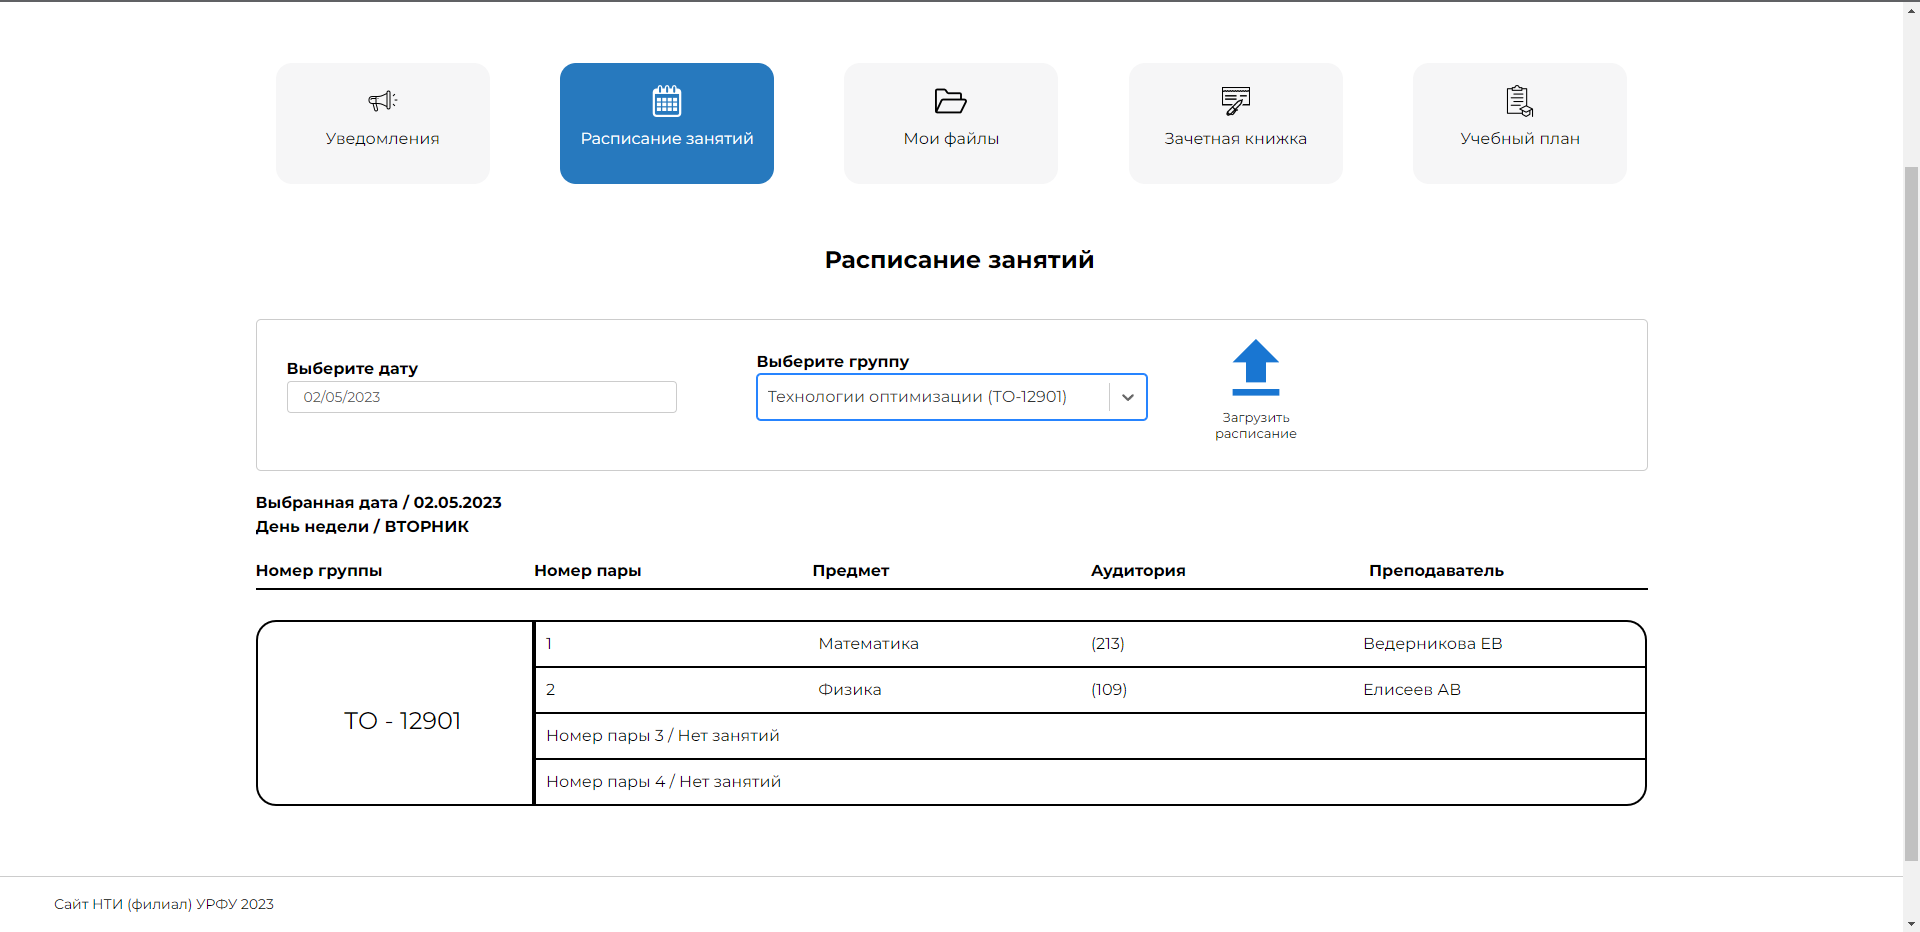 Уведомления
Расписание занятий
Мои файлы
Зачетная книжка
Учебный план
Расписание занятий
Выберите дату
02/05/2023
Выберите группу
Технологии оптимизации (ТО-12901)
Загрузить
расписание
Выбранная дата / 02.05.2023
День недели / ВТОРНИК
Номер группы Номер пары Предмет Аудитория Преподаватель
ТО - 12901
1 Математика (213) Ведерникова ЕВ
2 Физика (109) Елисеев АВ
Номер пары 3 / Нет занятий
Номер пары 4 / Нет занятий
Сайт НТИ (филиал) УРФУ 2023